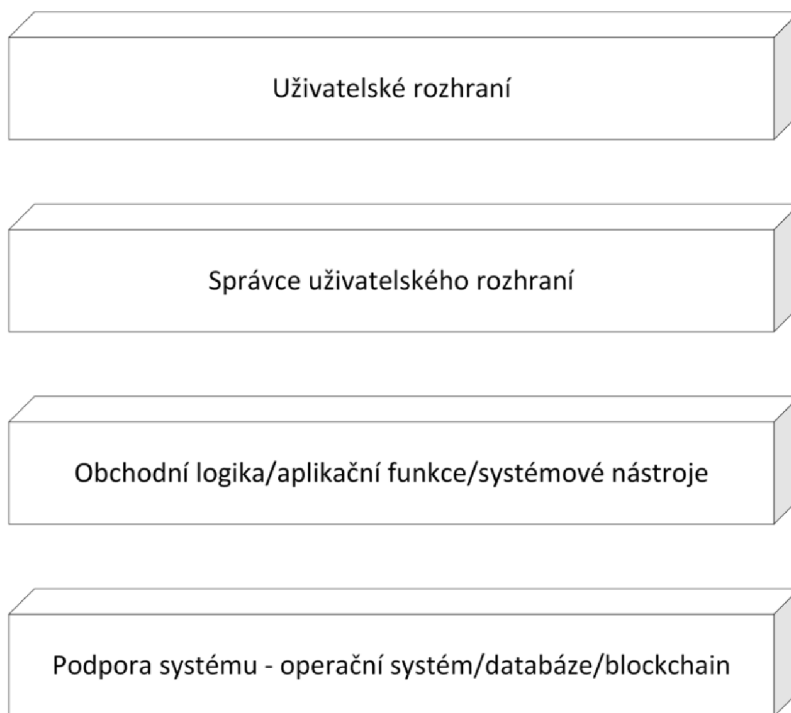 Uživatelské rozhraní
Správce uživatelského rozhraní
Obchodní logika/aplikační funkce/systémové nástroje
Podpora systému - operační systém/databáze/blockchain